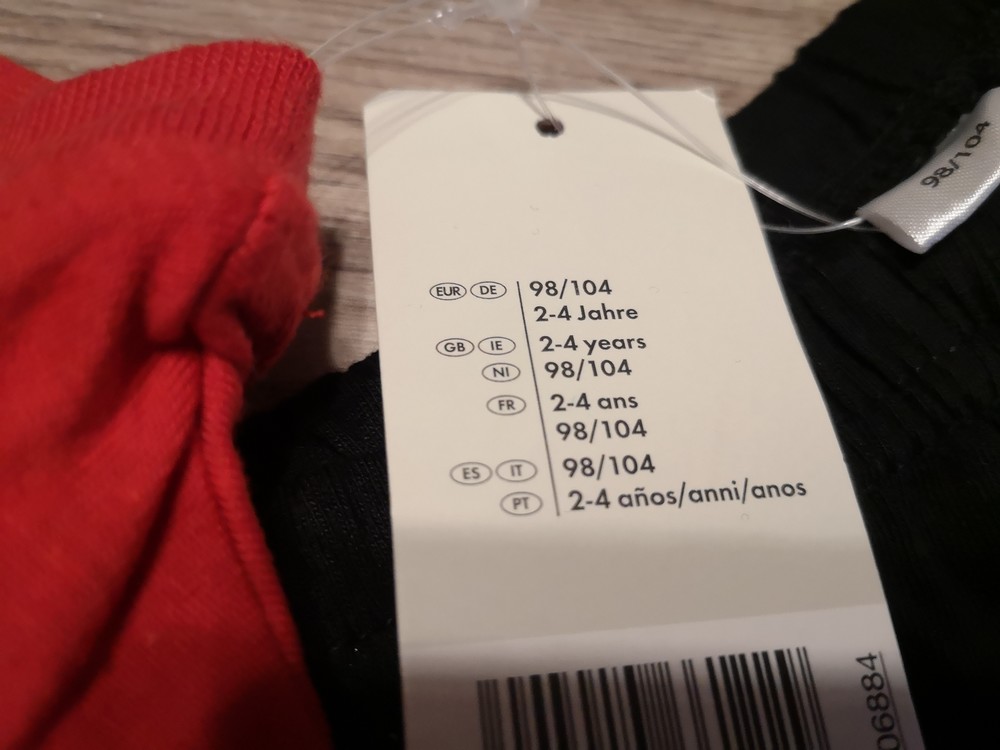 EUR DE 98/104
2-4 Jahre
GB IE 2-4 years
NI 98/104
FR 2-4 ans
98/104
ES IT 98/104
PT 2-4 años/anni/anos
06884
98/104